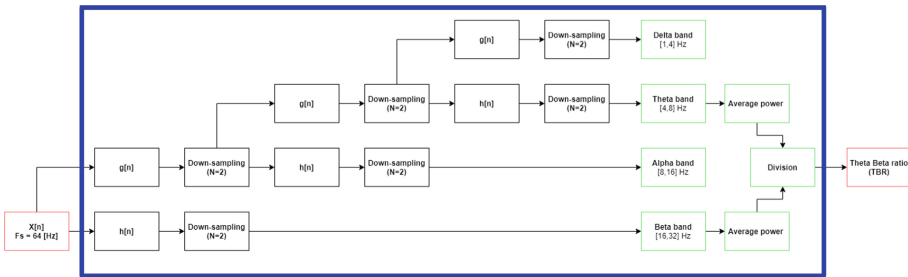 g[n]
Down-sampling
(N=2)
Delta band
[1,4] Hz
g[n]
Down-sampling
(N=2)
h[n]
Down-sampling
(N=2)
Theta band
[4,8] Hz
Average power
g[n]
Down-sampling
(N=2)
h[n]
Down-sampling
(N=2)
Alpha band
[8,16] Hz
Division
Theta Beta ratio
(TBR)
X[n]
Fs = 64 [Hz]
h[n]
Down-sampling
(N=2)
Beta band
[16,32] Hz
Average power